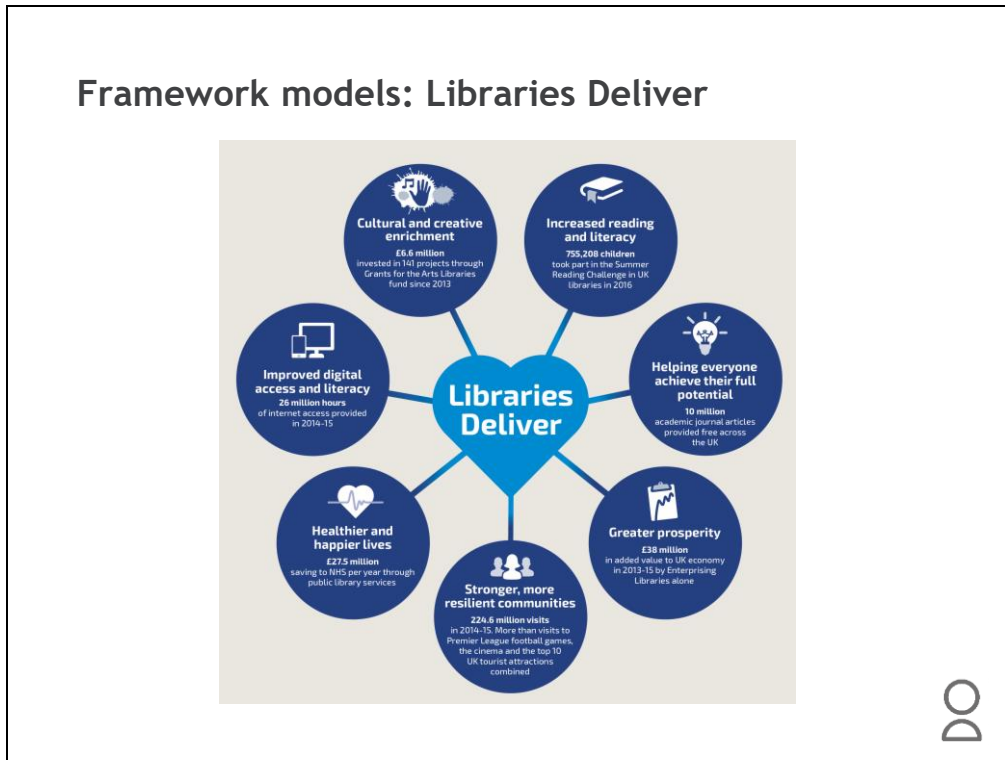 Framework models: Libraries Deliver
Cultural and creative
enrichment
£6.6 million
invested in 141 projects through
Grants for the Arts Libraries
fund since 2013
Increased reading
and literacy
755,208 children
took part in the Summer
Reading Challenge in UK
libraries in 2016
Improved digital
access and literacy
26 million hours
of internet access provided
in 2014-15
Libraries
Deliver
Helping everyone
achieve their full
potential
10 million
academic journal articles
provided free across
the UK
Healthier and
happier lives
£27.5 million
saving to NHS per year through
public library services
Stronger, more
resilient communities
224.6 million visits
in 2014-15. More than visits to
Premier League football games,
the cinema and the top 10
UK tourist attractions
combined
Greater prosperity
£38 million
in added value to UK economy
in 2013-15 by Enterprising
Libraries alone